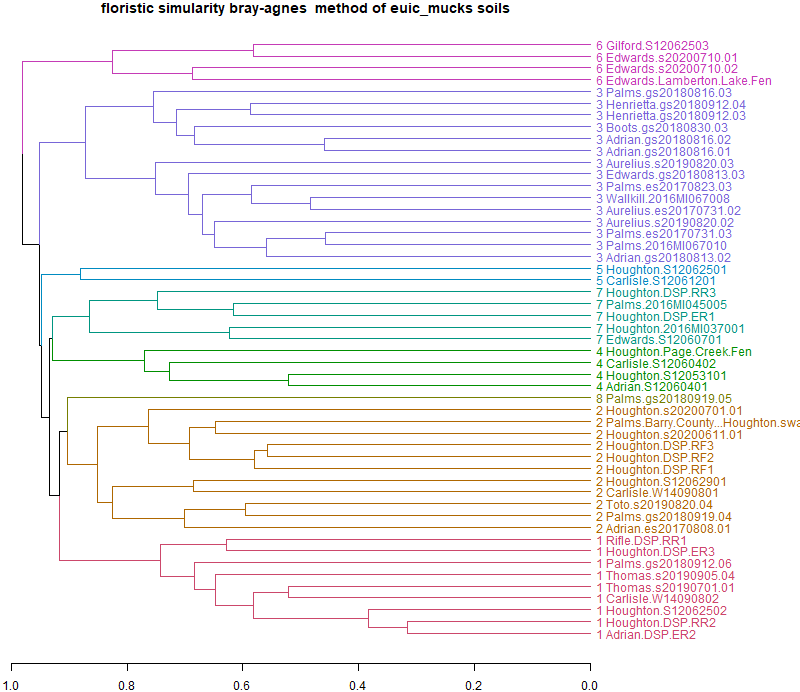 floristic simularity bray-agnes method of euic_mucks soils
6 Gilford.S12062503
6 Edwards.s20200710.01
6 Edwards.s20200710.02
6 Edwards.Lamberton.Lake.Fen
3 Palms.gs20180816.03
3 Henrietta.gs20180912.04
3 Henrietta.gs20180912.03
3 Boots.gs20180830.03
3 Adrian.gs20180816.02
3 Adrian.gs20180816.01
3 Aurelius.s20190820.03
3 Edwards.gs20180813.03
3 Palms.es20170823.03
3 Wallkill.2016MI067008
3 Aurelius.es20170731.02
3 Aurelius.s20190820.02
3 Palms.es20170731.03
3 Palms.2016MI067010
3 Adrian.gs20180813.02
5 Houghton.S12062501
5 Carlisle.S12061201
7 Houghton.DSP.RR3
7 Palms.2016MI045005
7 Houghton.DSP.ER1
7 Houghton.2016MI037001
7 Edwards.S12060701
4 Houghton.Page.Creek.Fen
4 Carlisle.S12060402
4 Houghton.S12053101
4 Adrian.S12060401
8 Palms.gs20180919.05
2 Houghton.s20200701.01
2 Palms.Barry.County...Houghton.swa
2 Houghton.s20200611.01
2 Houghton.DSP.RF3
2 Houghton.DSP.RF2
2 Houghton.DSP.RF1
2 Houghton.S12062901
2 Carlisle.W14090801
2 Toto.s20190820.04
2 Palms.gs20180919.04
2 Adrian.es20170808.01
1 Rifle.DSP.RR1
1 Houghton.DSP.ER3
1 Palms.gs20180912.06
1 Thomas.s20190905.04
1 Thomas.s20190701.01
1 Carlisle.W14090802
1 Houghton.S12062502
1 Houghton.DSP.RR2
1 Adrian.DSP.ER2
1.0 0.8 0.6 0.4 0.2 0.0